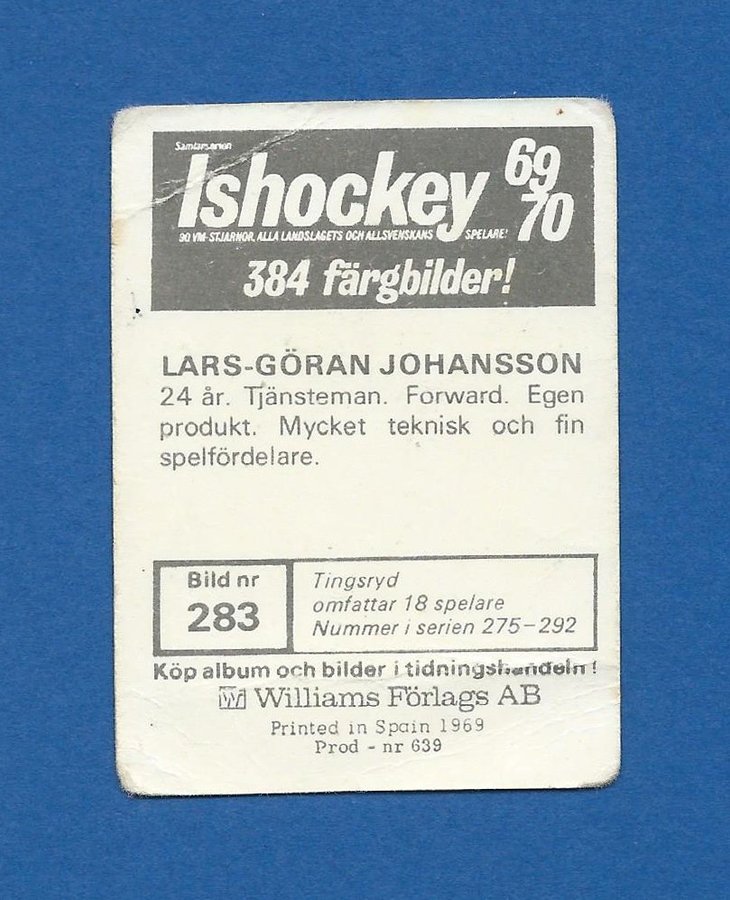 Samlarserien
Ishockey 69 70
90 VM-STJÄRNOR, ALLA LANDSLAGETS OCH ALLSVENSKANS SPELARE!
384 färgbilder!
LARS-GÖRAN JOHANSSON
24 år. Tjänsteman. Forward. Egen
produkt. Mycket teknisk och fin
spelfördelare.
Bild nr
283
Tingsryd
omfattar 18 spelare
Nummer i serien 275-292
Köp album och bilder i tidningshandeln!
W Williams Förlags AB
Printed in Spain 1969
Prod - nr 639